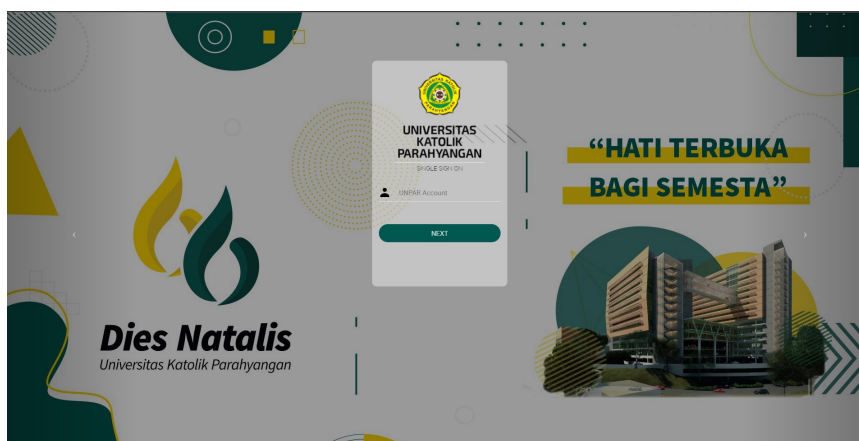 UNIVERSITAS
KATOLIK
PARAHYANGAN
SINGLE SIGN ON
UNPAR Account
NEXT
Dies Natalis
Universitas Katolik Parahyangan
“HATI TERBUKA
BAGI SEMESTA”